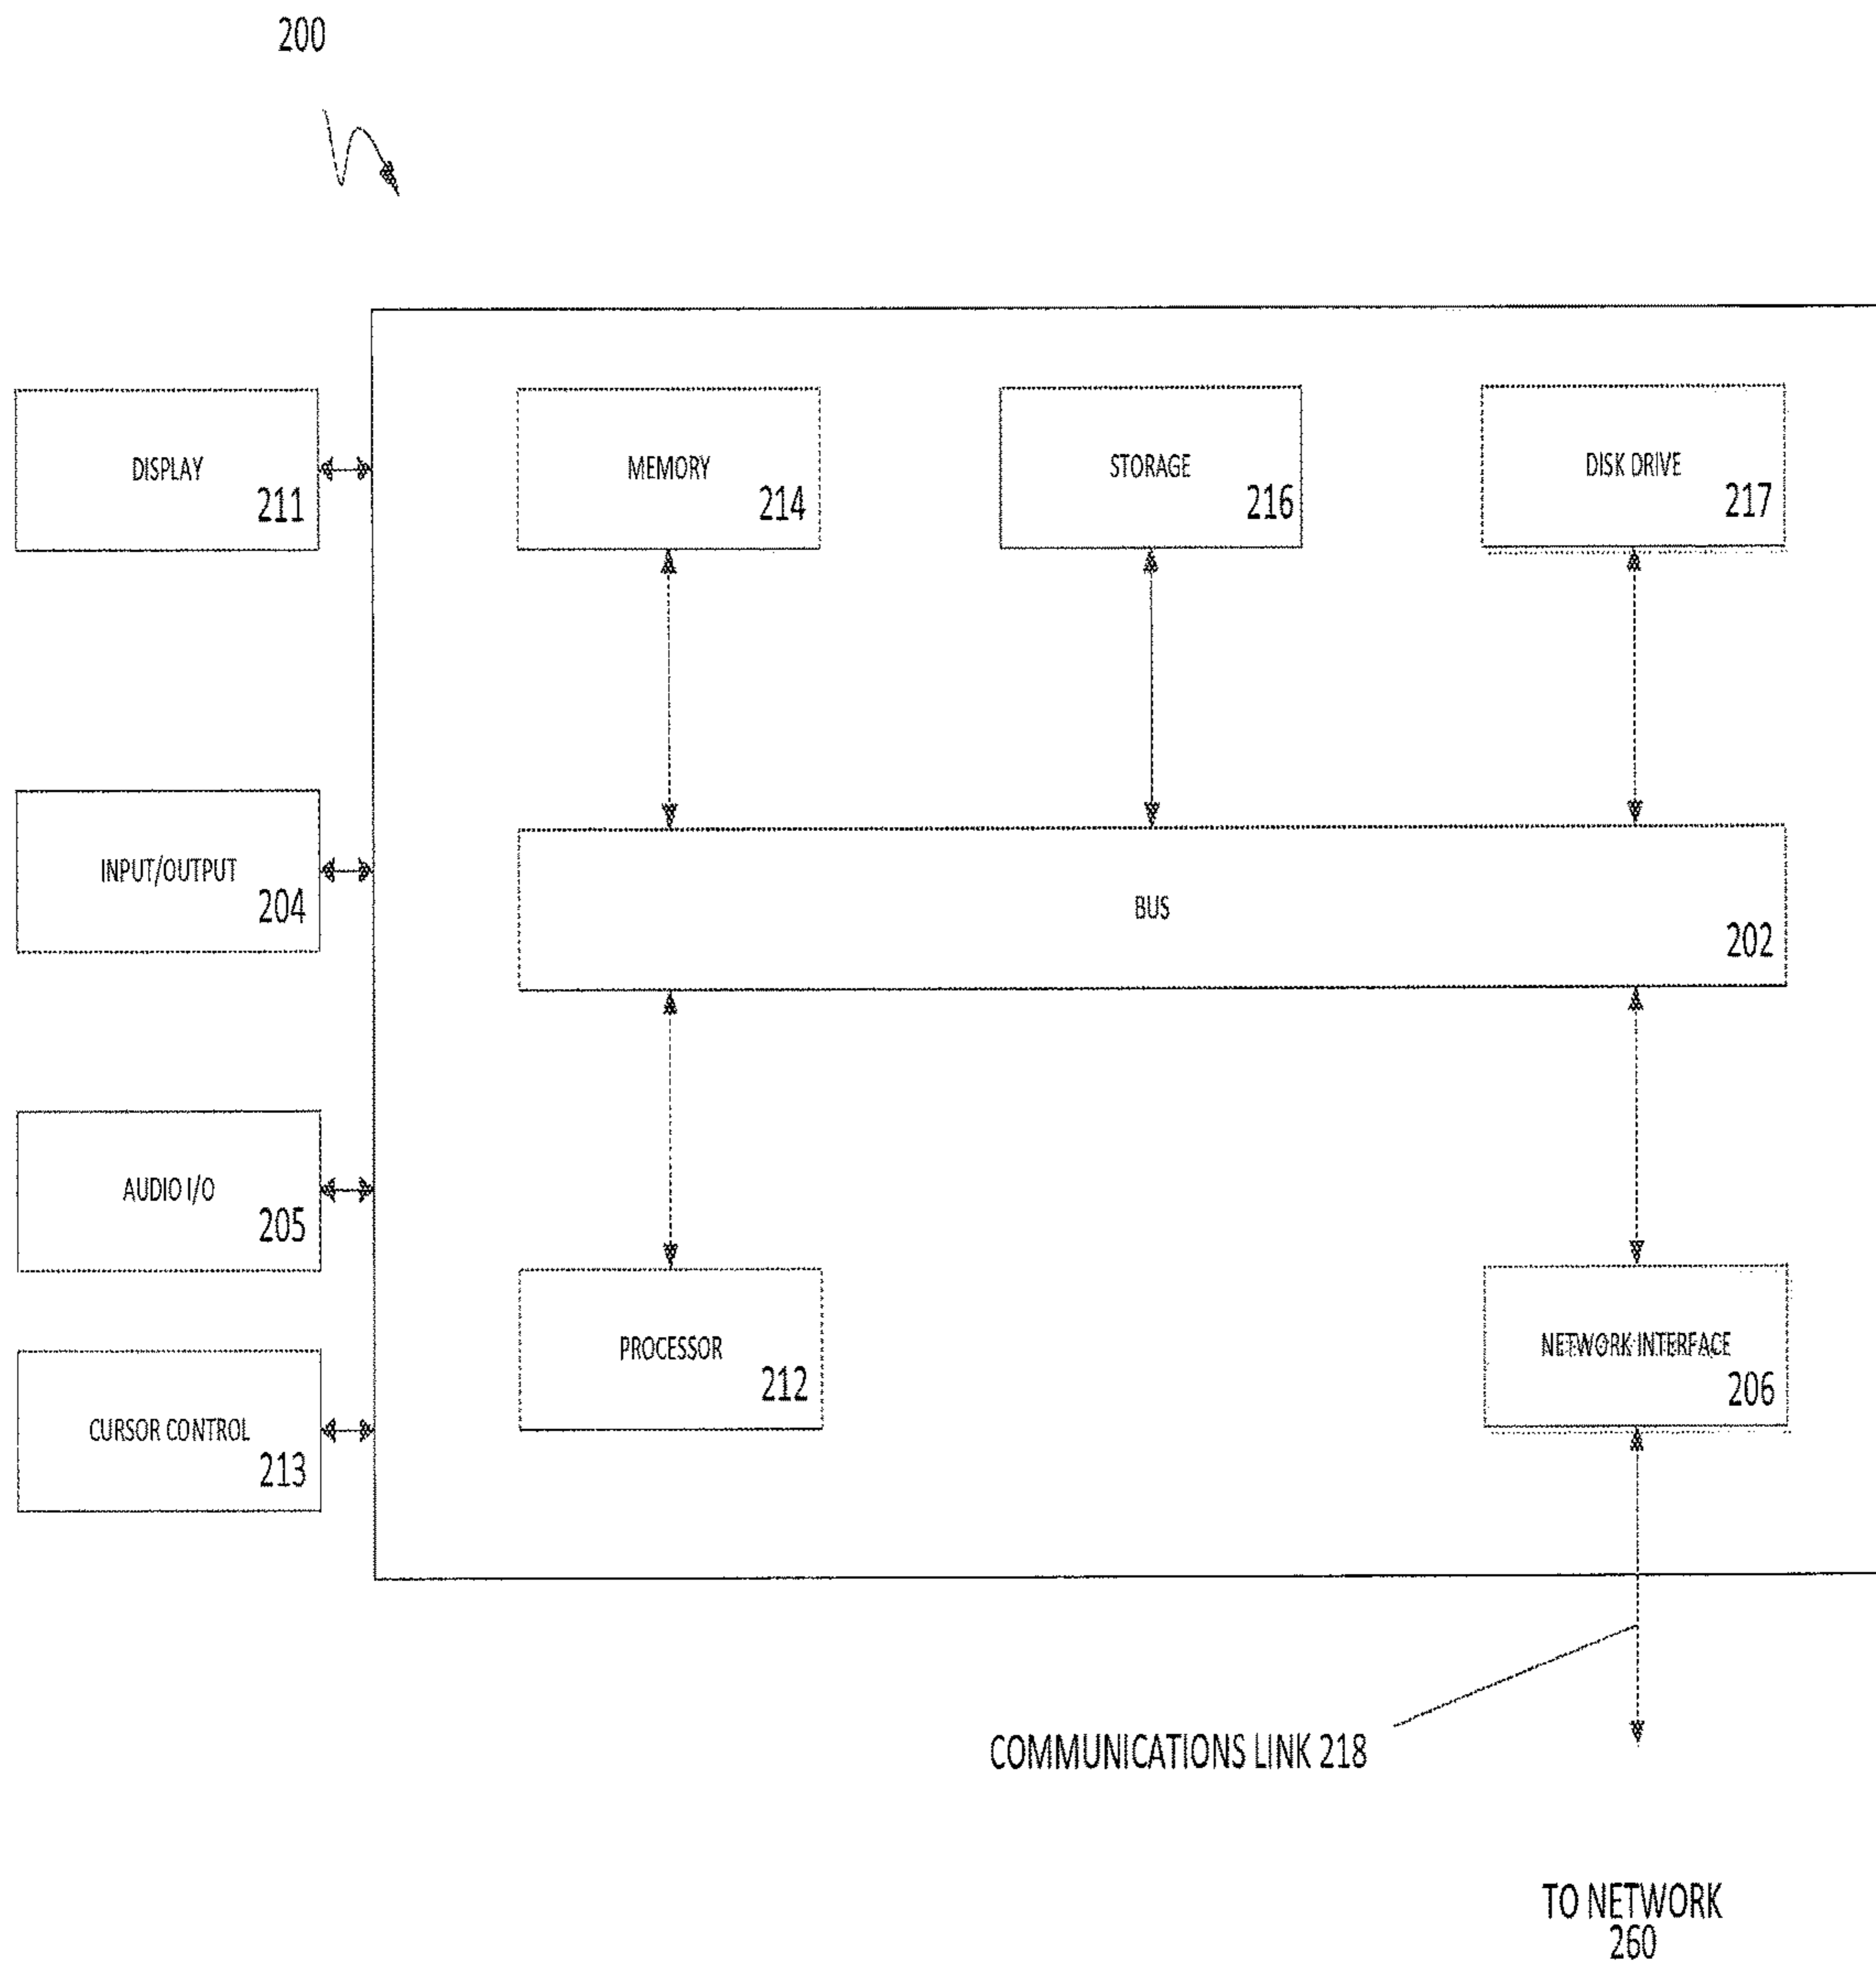 200
DISPLAY
211
MEMORY
214
STORAGE
216
DISK DRIVE
217
INPUT/OUTPUT
204
BUS
202
AUDIO I/O
205
PROCESSOR
212
NETWORK INTERFACE
206
CURSOR CONTROL
213
COMMUNICATIONS LINK 218
TO NETWORK
260